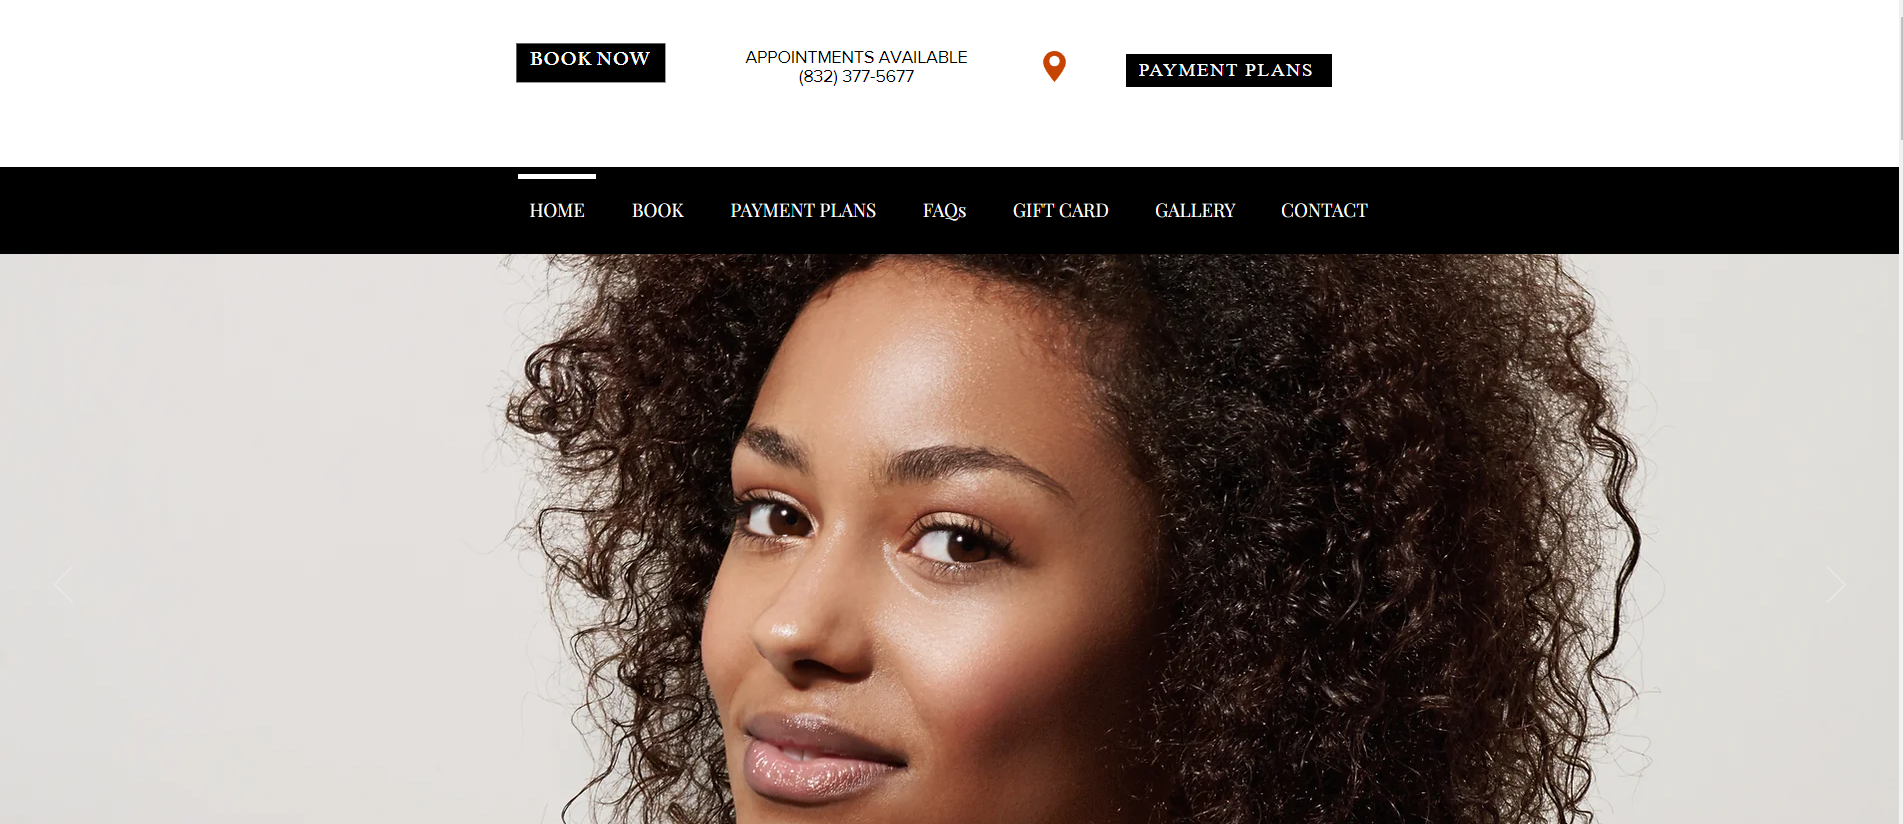 BOOK NOW
APPOINTMENTS AVAILABLE
(832) 377-5677
PAYMENT PLANS
HOME BOOK PAYMENT PLANS FAQs GIFT CARD GALLERY CONTACT